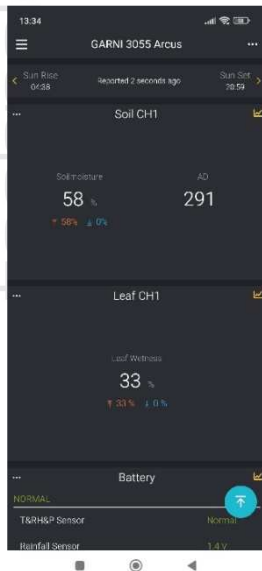 13:34
GARNI 3055 Arcus
Sun Rise
04:38
Reported 2 seconds ago
Sun Set
20:59
Soil CH1
Soilmoisture
AD
58 %
291
58% 0%
Leaf CH1
Leaf Wetness
33 %
33 % 0 %
Battery
NORMAL
T&RH&P Sensor
Normal
Rainfall Sensor
1.4 V